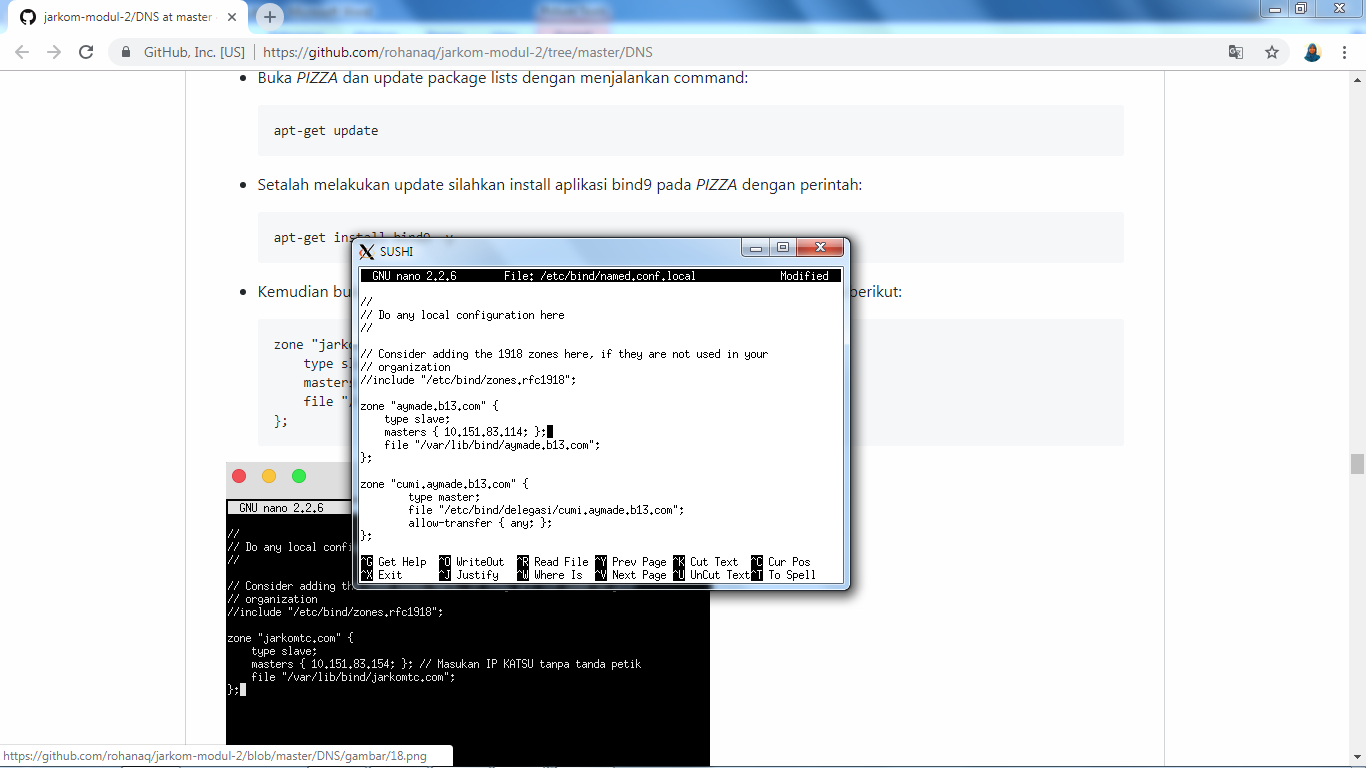 jarkom-modul-2/DNS at master
GitHub, Inc. [US] | https://github.com/rohanaq/jarkom-modul-2/tree/master/DNS
Buka PIZZA dan update package lists dengan menjalankan command:
apt-get update
Setalah melakukan update silahkan install aplikasi bind9 pada PIZZA dengan perintah:
apt-get install bind9 -y
Kemudian bu
berikut:
zone "jarko
type sl
masters
file "/
};
SUSHI
GNU nano 2.2.6 File: /etc/bind/named.conf.local Modified
//
// Do any local configuration here
//
// Consider adding the 1918 zones here, if they are not used in your
// organization
//include "/etc/bind/zones.rfc1918";
zone "aymade.b13.com" {
type slave;
masters { 10.151.83.114; };
file "/var/lib/bind/aymade.b13.com";
};
zone "cumi.aymade.b13.com" {
type master;
file "/etc/bind/delegasi/cumi.aymade.b13.com";
allow-transfer { any; };
};
^G Get Help ^O WriteOut ^R Read File ^Y Prev Page ^K Cut Text ^C Cur Pos
^X Exit ^J Justify ^W Where Is ^V Next Page ^U UnCut Text ^T To Spell
GNU nano 2.2.6
//
// Do any local confi
//
// Consider adding th
// organization
//include "/etc/bind/zones.rfc1918";
zone "jarkomtc.com" {
type slave;
masters { 10.151.83.154; }; // Masukan IP KATSU tanpa tanda petik
file "/var/lib/bind/jarkomtc.com";
};
https://github.com/rohanaq/jarkom-modul-2/blob/master/DNS/gambar/18.png